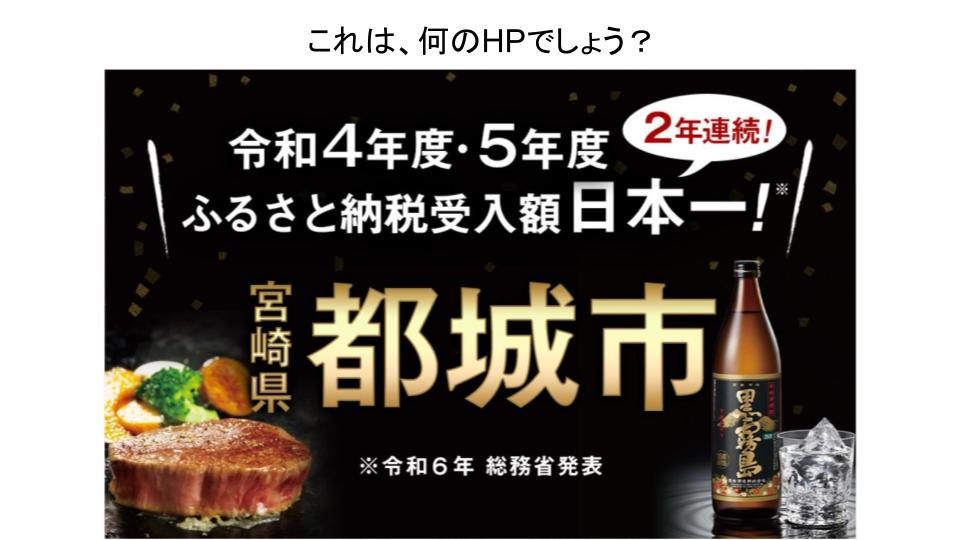 これは、何のHPでしょう？
2年連続!
令和4年度・5年度
ふるさと納税受入額日本一!※
宮崎県
都城市
黒霧島
※令和6年 総務省発表